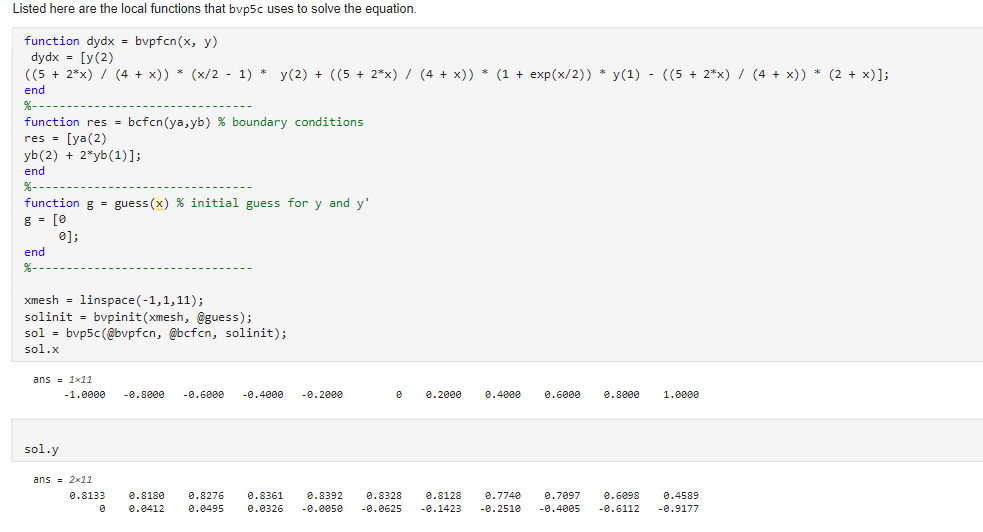 Listed here are the local functions that bvp5c uses to solve the equation.
function dydx = bvpfcn(x, y)
dydx = [y(2)
((5 + 2*x) / (4 + x)) * (x/2 - 1) *  y(2) + ((5 + 2*x) / (4 + x)) * (1 + exp(x/2)) * y(1) - ((5 + 2*x) / (4 + x)) * (2 + x)];
end
%--------------------------------
function res = bcfcn(ya,yb) % boundary conditions
res = [ya(2)
yb(2) + 2*yb(1)];
end
%--------------------------------
function g = guess(x) % initial guess for y and y'
g = [0
0];
end
%--------------------------------
xmesh = linspace(-1,1,11);
solinit = bvpinit(xmesh, @guess);
sol = bvp5c(@bvpfcn, @bcfcn, solinit);
sol.x
ans = 1×11
-1.0000 -0.8000 -0.6000 -0.4000 -0.2000 0 0.2000 0.4000 0.6000 0.8000 1.0000
sol.y
ans = 2×11
0.8133 0.8180 0.8276 0.8361 0.8392 0.8328 0.8128 0.7740 0.7097 0.6098 0.4589
0 0.0412 0.0495 0.0326 -0.0050 -0.0625 -0.1423 -0.2510 -0.4005 -0.6112 -0.9177